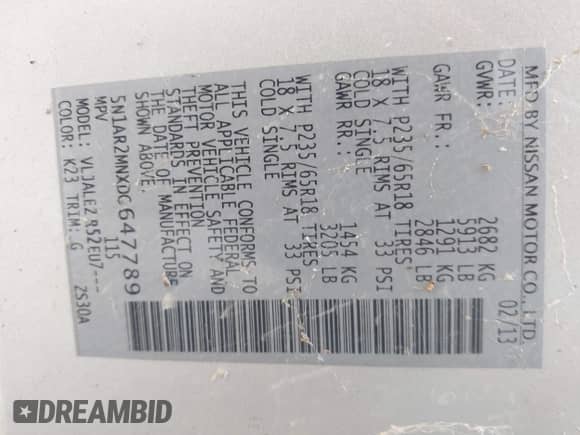 MFD BY NISSAN MOTOR CO., LTD.
DATE: 02/13
GVWR: 2682 KG
5913 LB
GAWR FR.: 1291 KG
2846 LB
WITH P235/65R18 TIRES
18 X 7.5 RIMS AT 33 PSI
COLD SINGLE
GAWR RR.: 1454 KG
3205 LB
WITH P235/65R18 TIRES
18 X 7.5 RIMS AT 33 PSI
COLD SINGLE
THIS VEHICLE CONFORMS TO
ALL APPLICABLE FEDERAL
MOTOR VEHICLE SAFETY AND
THEFT PREVENTION
STANDARDS IN EFFECT ON
THE DATE OF MANUFACTURE
SHOWN ABOVE.
5N1AR2MNXDC647789
MPV 115
MODEL: VLJALEZ R52EU7---
COLOR: K23 TRIM: G 2S30A
DREAMBID